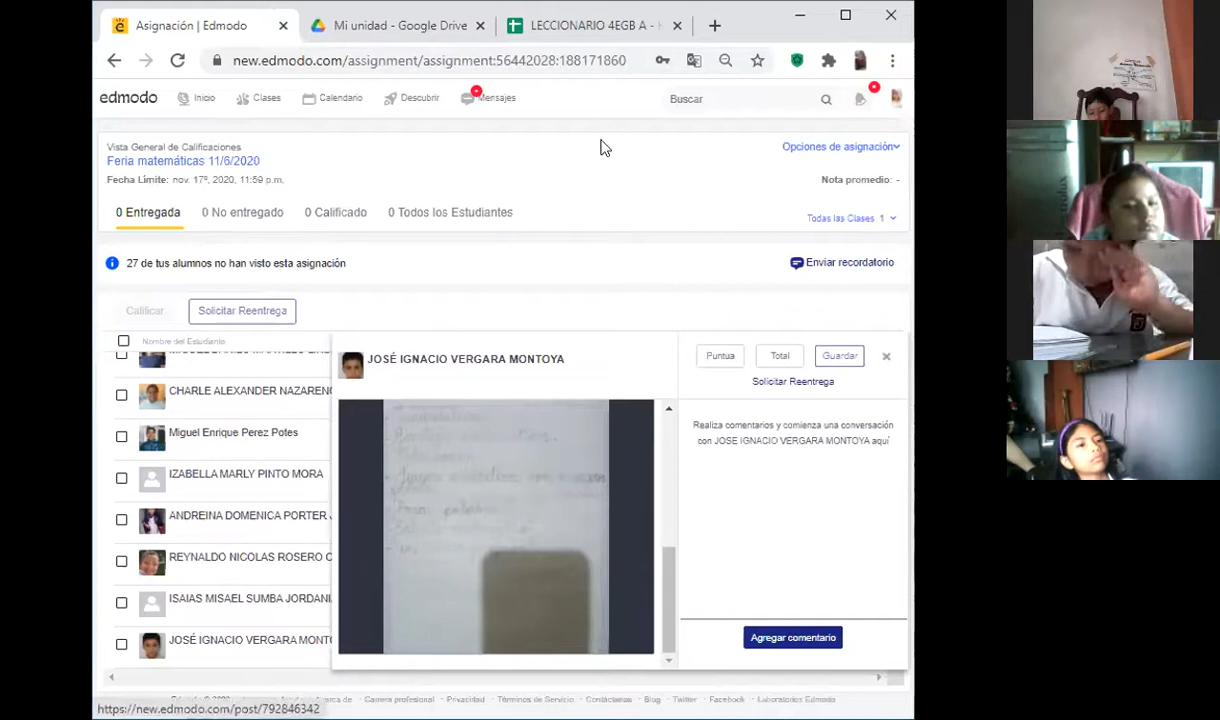 Asignación | Edmodo
Mi unidad - Google Drive
LECCIONARIO 4EGB A -
new.edmodo.com/assignment/assignment:56442028:188171860
edmodo
Inicio
Clases
Calendario
Descubrir
Mensajes
Buscar
Vista General de Calificaciones
Feria matemáticas 11/6/2020
Fecha Límite: nov. 17º, 2020, 11:59 p.m.
Opciones de asignación
Nota promedio: -
0 Entregada
0 No entregado
0 Calificado
0 Todos los Estudiantes
Todas las Clases 1
27 de tus alumnos no han visto esta asignación
Enviar recordatorio
Calificar
Solicitar Reentrega
Nombre del Estudiante
CHARLE ALEXANDER NAZARENO
Miguel Enrique Perez Potes
IZABELLA MARLY PINTO MORA
ANDREINA DOMENICA PORTER
REYNALDO NICOLAS ROSERO
ISAIAS MISAEL SUMBA JORDAN
JOSÉ IGNACIO VERGARA MONT
JOSÉ IGNACIO VERGARA MONTOYA
Puntua
Total
Guardar
Solicitar Reentrega
Realiza comentarios y comienza una conversación
con JOSE IGNACIO VERGARA MONTOYA aquí
Agregar comentario
Carrera profesional
Privacidad
Términos de Servicio
Contáctanos
Blog
Twitter
Facebook
Laboratorios Edmodo
https://new.edmodo.com/post/792846342